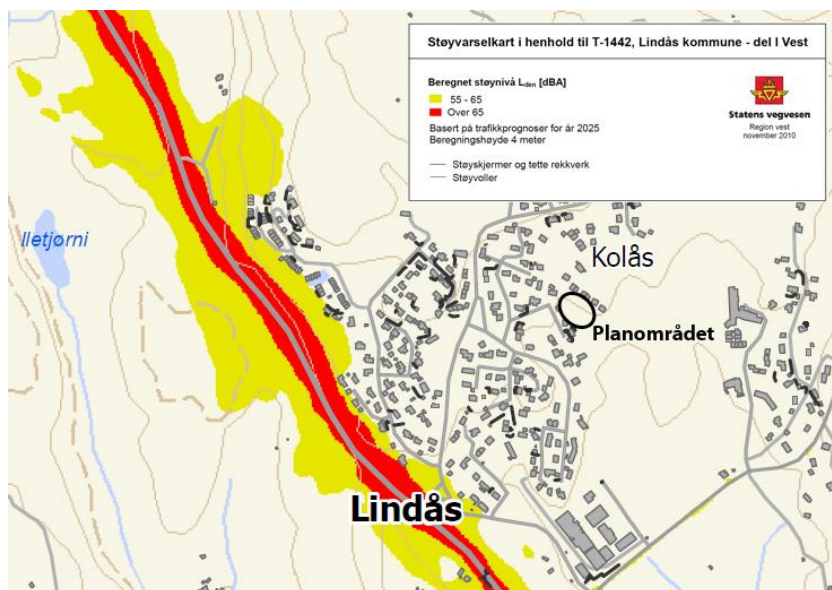 Støyvarselkart i henhold til T-1442, Lindås kommune - del I Vest
Beregnet støynivå Lden [dBA]
55 - 65
Over 65
Basert på trafikkprognoser for år 2025
Beregningshøyde 4 meter
Støyskjermer og tette rekkverk
Støyvoller
Statens vegvesen
Region vest
november 2010
Iletjørni
Kolås
Planområdet
Lindås